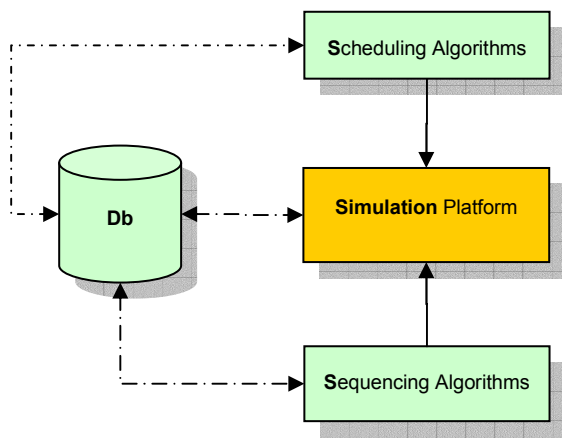 Scheduling Algorithms
Db
Simulation Platform
Sequencing Algorithms